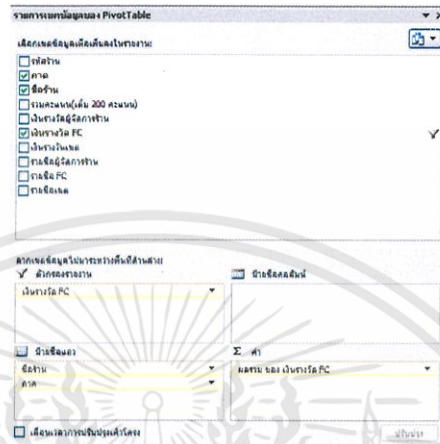 รายการเขตข้อมูลของ PivotTable
เลือกเขตข้อมูลเพื่อเพิ่มลงในรายงาน:
รหัสร้าน
ภาค
ชื่อร้าน
รวมคะแนน(เต็ม 200 คะแนน)
เงินรางวัลผู้จัดการร้าน
เงินรางวัล FC
เงินรางวัลเขต
รายชื่อผู้จัดการร้าน
รายชื่อ FC
รายชื่อเขต
ลากเขตข้อมูลไปมาระหว่างพื้นที่ด้านล่าง:
ตัวกรองรายงาน
ป้ายชื่อคอลัมน์
เงินรางวัล FC
ป้ายชื่อแถว
Σ ค่า
ชื่อร้าน
ผลรวม ของ เงินรางวัล FC
ภาค
เลื่อนเวลาการปรับปรุงเค้าโครง
ปรับปรุง